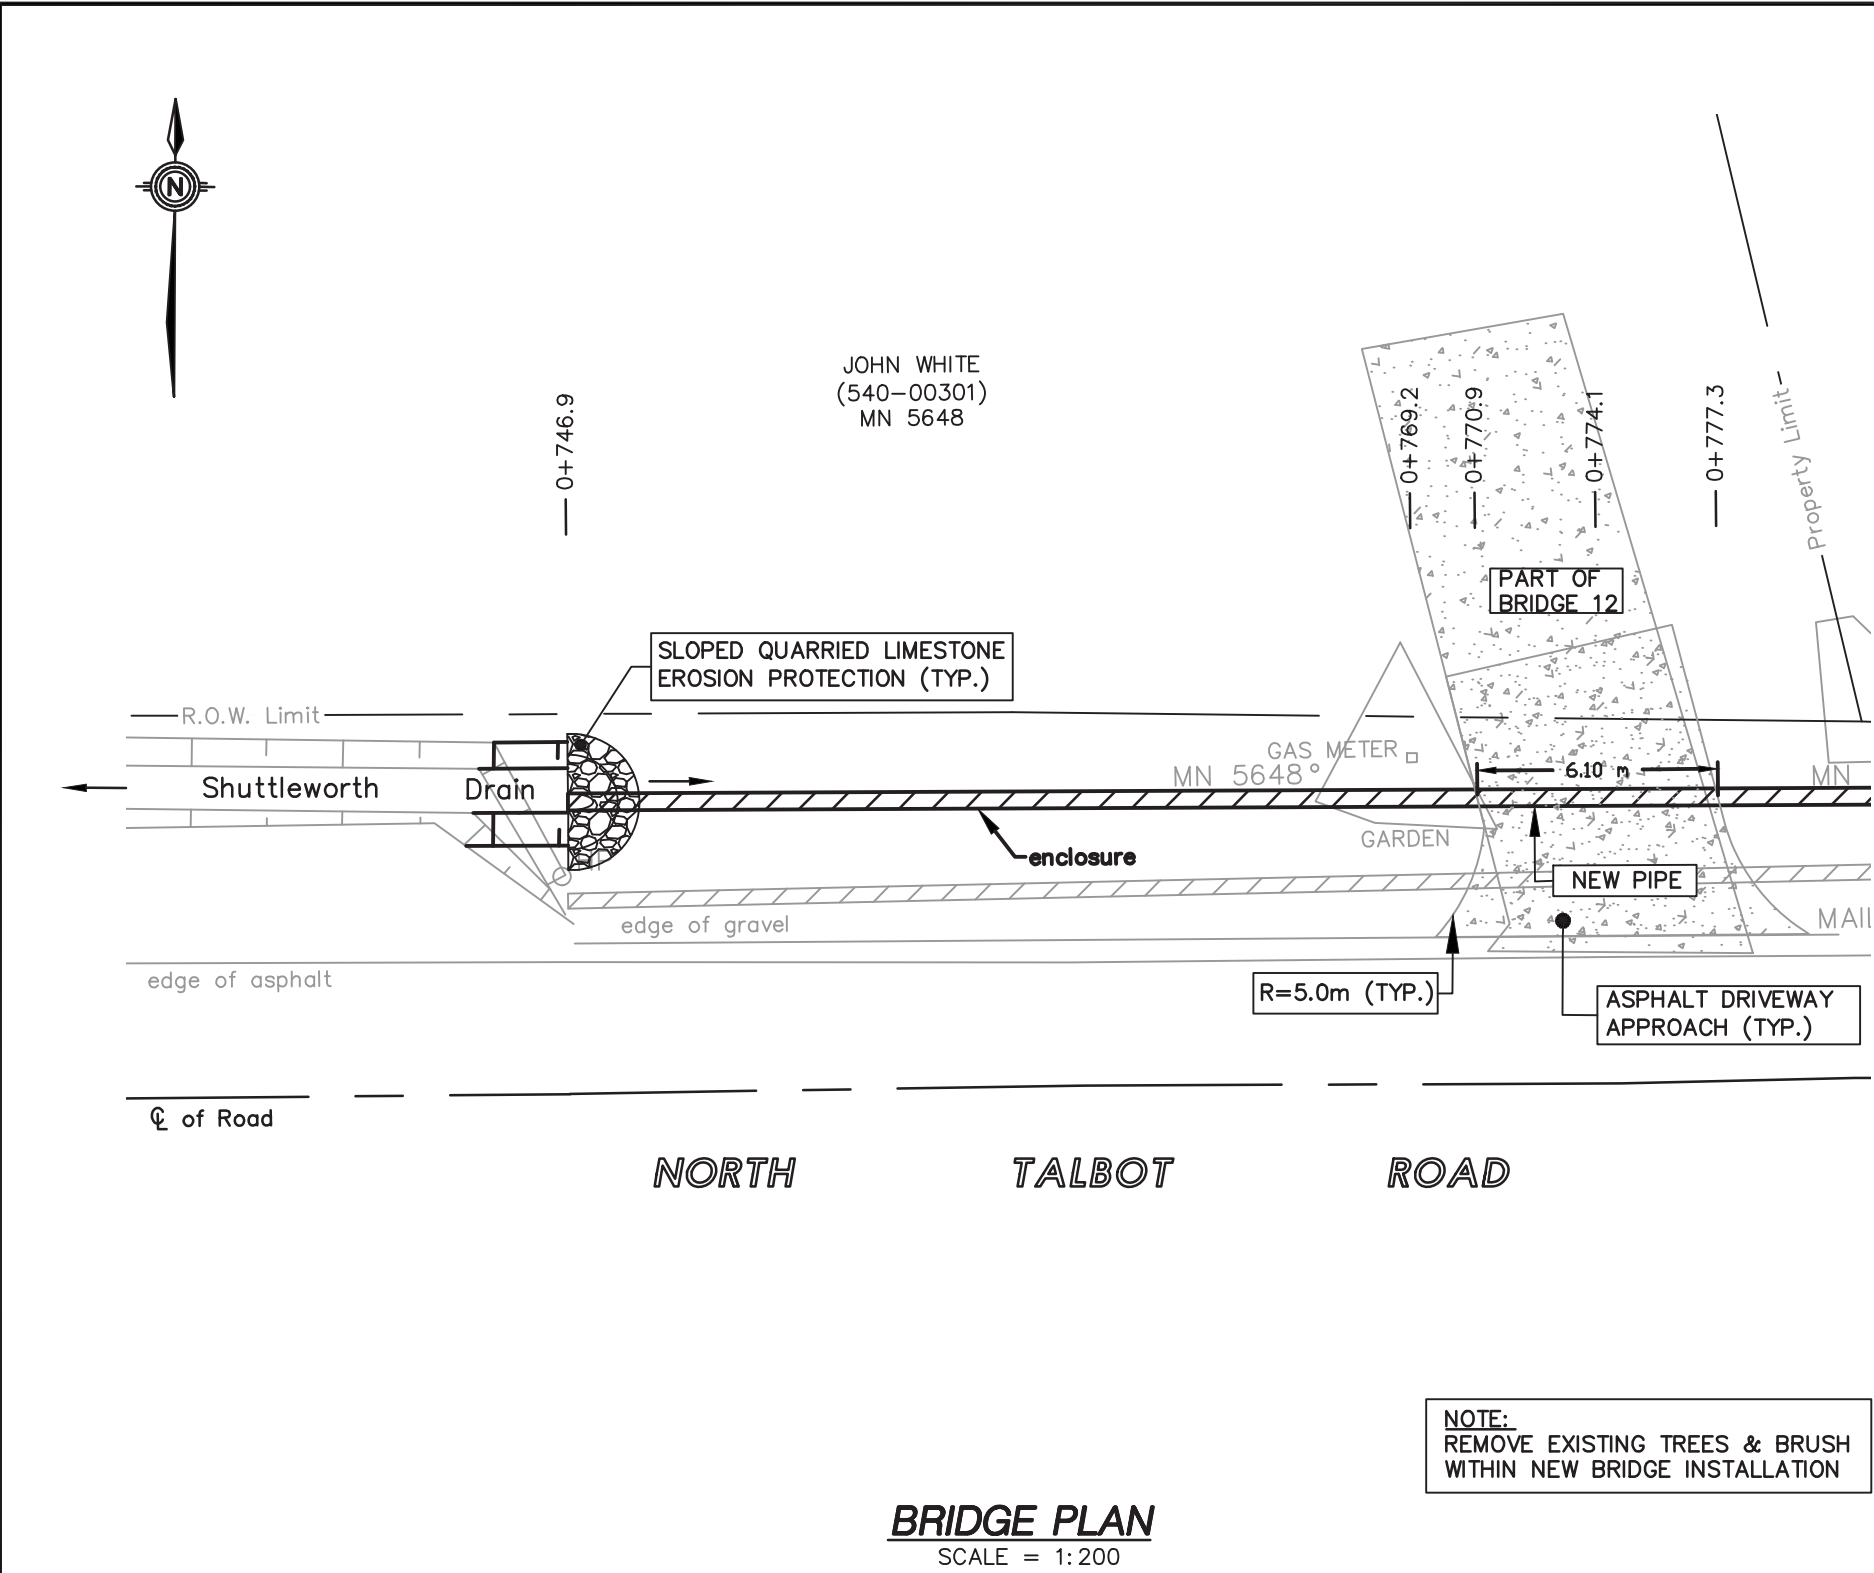 N
JOHN WHITE
(540-00301)
MN 5648
0+746.9
0+769.2
0+770.9
0+774.1
0+777.3
Property Limit
PART OF
BRIDGE 12
SLOPED QUARRIED LIMESTONE
EROSION PROTECTION (TYP.)
R.O.W. Limit
GAS METER
MN 5648°
6.10 m
MN
Shuttleworth Drain
enclosure
GARDEN
NEW PIPE
edge of gravel
MAIL
edge of asphalt
R=5.0m (TYP.)
ASPHALT DRIVEWAY
APPROACH (TYP.)
℄ of Road
NORTH TALBOT ROAD
NOTE:
REMOVE EXISTING TREES & BRUSH
WITHIN NEW BRIDGE INSTALLATION
BRIDGE PLAN
SCALE = 1:200